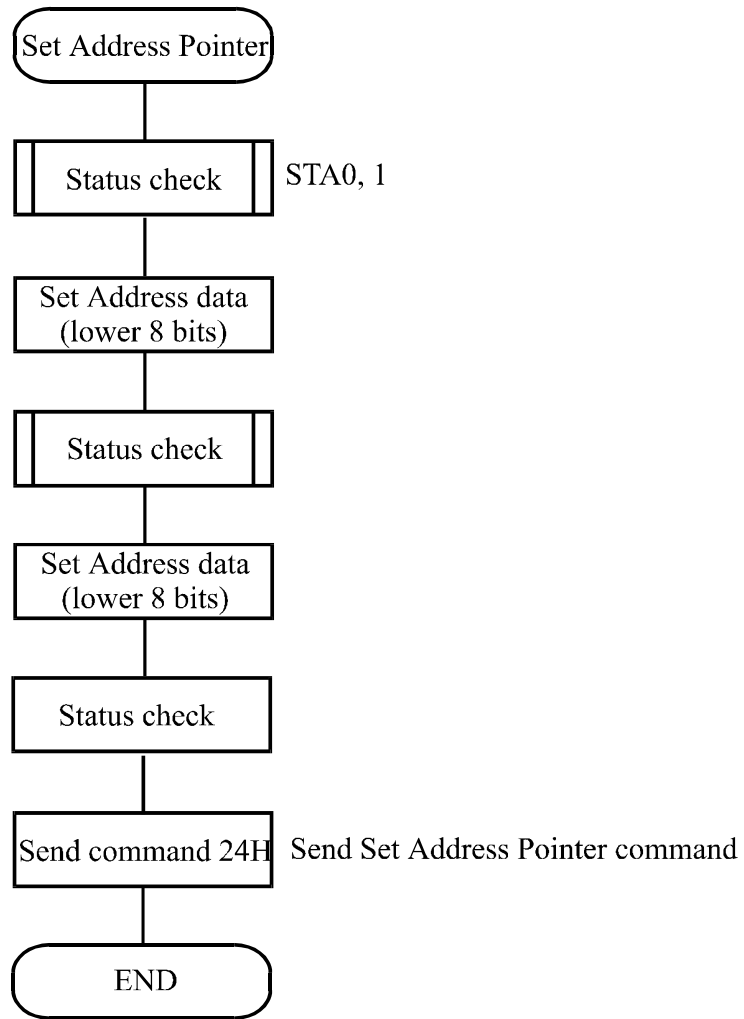 Set Address Pointer
Status check
STA0, 1
Set Address data
(lower 8 bits)
Status check
Set Address data
(lower 8 bits)
Status check
Send command 24H
Send Set Address Pointer command
END